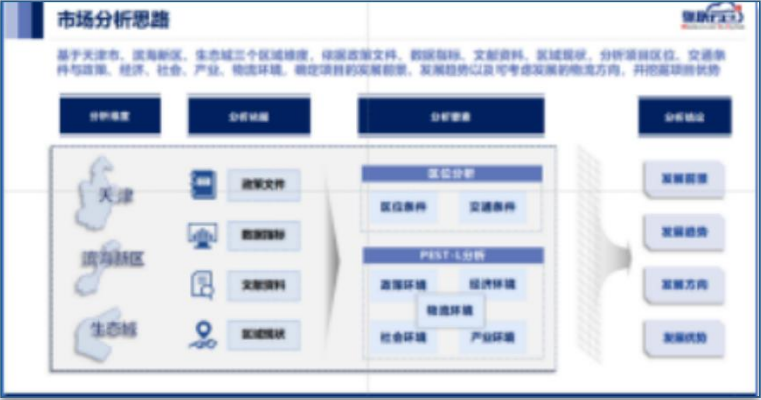 市场分析思路
基于天津市、滨海新区、生态城三个区域维度，依据政策文件、数据指标、文献资料、区域现状，分析项目区位、交通条
件与政策、经济、社会、产业、物流环境，确定项目的发展前景、发展趋势以及可考虑发展的物流方向，并挖掘项目优势
分析维度
分析依据
分析要素
分析结论
天津
滨海新区
生态城
政策文件
数据指标
文献资料
区域现状
区位分析
区位条件
交通条件
PEST-L分析
政策环境
经济环境
物流环境
社会环境
产业环境
发展前景
发展趋势
发展方向
发展优势